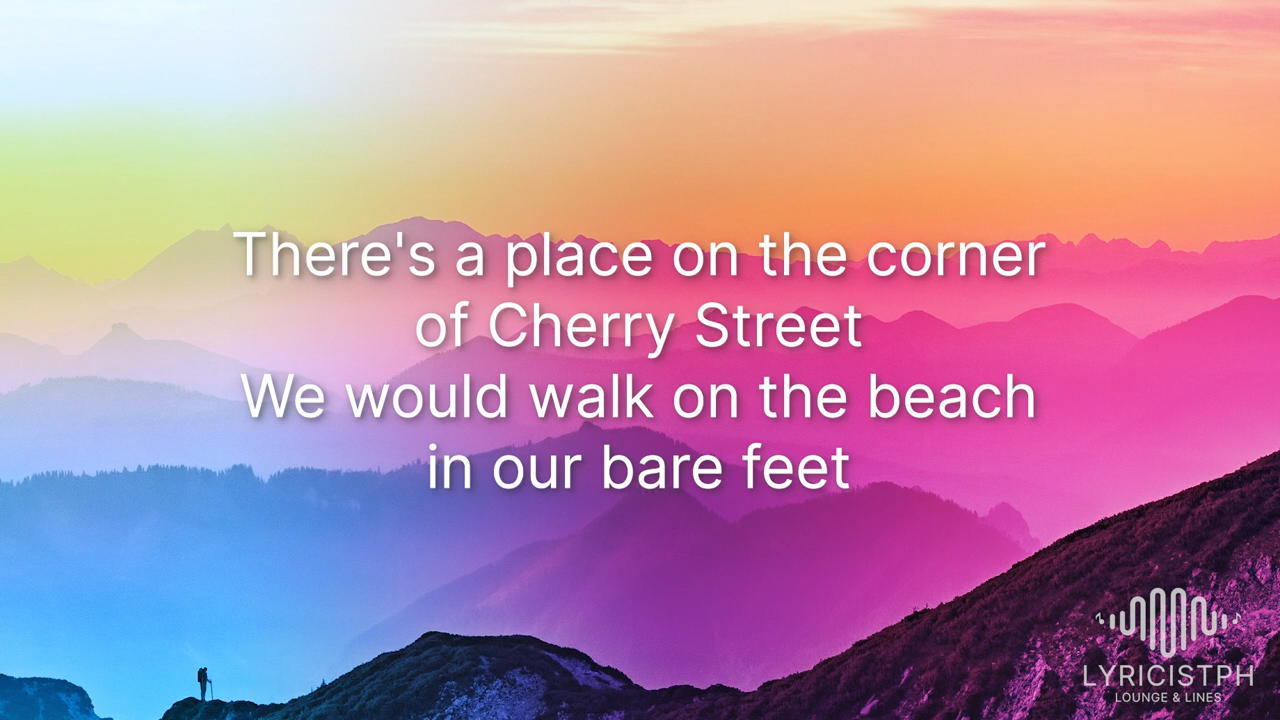 There's a place on the corner
of Cherry Street
We would walk on the beach
in our bare feet
LYRICISTPH
LOUNGE & LINES